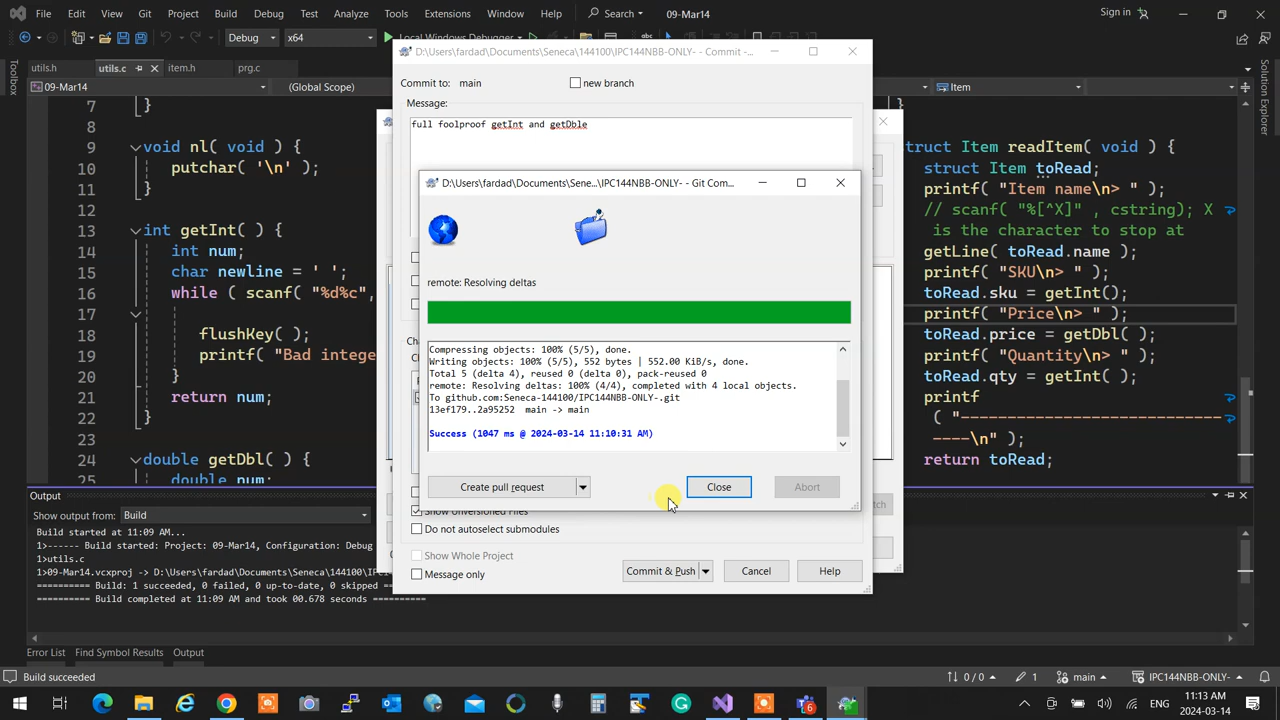 File Edit View Git Project Build Debug Test Analyze Tools Extensions Window Help Search 09-Mar14 Sign in
Debug x64 Local Windows Debugger
D:\Users\fardad\Documents\Seneca\144100\IPC144NBB-ONLY- - Commit -...
utils.h utils.c item.h prg.c
09-Mar14 (Global Scope) Item
Commit to: main new branch
Message:
full foolproof getInt and getDble
7 }
8
9 void nl( void ) {
10 putchar( '\n' );
11 }
12
13 int getInt( ) {
14 int num;
15 char newline = ' ';
16 while ( scanf( "%d%c",
17
18 flushKey( );
19 printf( "Bad intege
20 }
21 return num;
22 }
23
24 double getDbl( ) {
25 double num;
D:\Users\fardad\Documents\Sene...\IPC144NBB-ONLY- - Git Com...
remote: Resolving deltas
Compressing objects: 100% (5/5), done.
Writing objects: 100% (5/5), 552 bytes | 552.00 KiB/s, done.
Total 5 (delta 4), reused 0 (delta 0), pack-reused 0
remote: Resolving deltas: 100% (4/4), completed with 4 local objects.
To github.com:Seneca-144100/IPC144NBB-ONLY-.git
13ef179..2a95252 main -> main
Success (1047 ms @ 2024-03-14 11:10:31 AM)
Create pull request Close Abort
Show Unversioned Files
Do not autoselect submodules
Show Whole Project
Message only
Commit & Push Cancel Help
}
truct Item readItem( void ) {
struct Item toRead;
printf( "Item name\n> " );
// scanf( "%[^X]" , cstring); X
is the character to stop at
getLine( toRead.name );
printf( "SKU\n> " );
toRead.sku = getInt();
printf( "Price\n> " );
toRead.price = getDbl( );
printf( "Quantity\n> " );
toRead.qty = getInt( );
printf
( "------------------------------
----\n" );
return toRead;
Output
Show output from: Build
Build started at 11:09 AM...
1>------ Build started: Project: 09-Mar14, Configuration: Debug
1>utils.c
1>09-Mar14.vcxproj -> D:\Users\fardad\Documents\Seneca\144100\IPC
========== Build: 1 succeeded, 0 failed, 0 up-to-date, 0 skipped
========== Build completed at 11:09 AM and took 00.678 seconds ==========
Error List Find Symbol Results Output
Build succeeded 0 / 0 1 main IPC144NBB-ONLY-
Toolbox
Solution Explorer
ENG 11:13 AM
2024-03-14